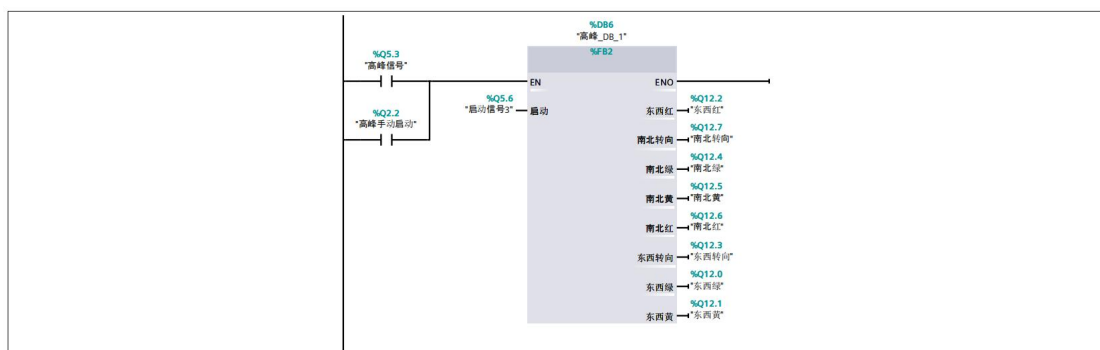 %DB6
"高峰_DB_1"
%FB2
%Q5.3
"高峰信号"
EN
ENO
%Q2.2
"高峰手动启动"
%Q5.6
"启动信号3"
启动
东西红
%Q12.2
"东西红"
南北转向
%Q12.7
"南北转向"
南北绿
%Q12.4
"南北绿"
南北黄
%Q12.5
"南北黄"
南北红
%Q12.6
"南北红"
东西转向
%Q12.3
"东西转向"
东西绿
%Q12.0
"东西绿"
东西黄
%Q12.1
"东西黄"